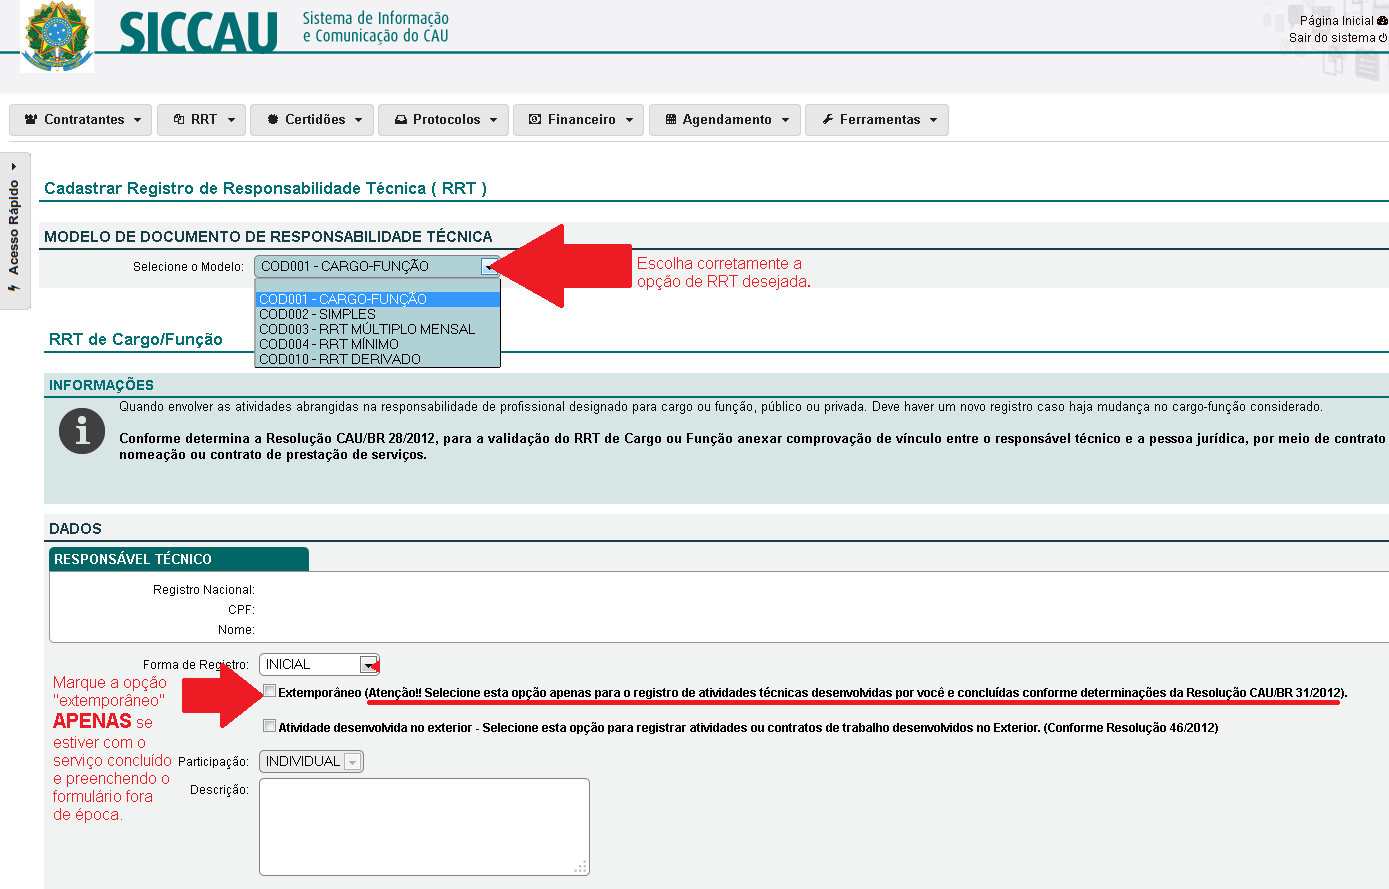 SICCAU
Sistema de Informação
e Comunicação do CAU
Página Inicial
Sair do sistema
Contratantes
RRT
Certidões
Protocolos
Financeiro
Agendamento
Ferramentas
Acesso Rápido
Cadastrar Registro de Responsabilidade Técnica ( RRT )
MODELO DE DOCUMENTO DE RESPONSABILIDADE TÉCNICA
Selecione o Modelo: COD001 - CARGO-FUNÇÃO
Escolha corretamente a
opção de RRT desejada.
COD001 - CARGO-FUNÇÃO
COD002 - SIMPLES
COD003 - RRT MÚLTIPLO MENSAL
COD004 - RRT MÍNIMO
COD010 - RRT DERIVADO
RRT de Cargo/Função
INFORMAÇÕES
Quando envolver as atividades abrangidas na responsabilidade de profissional designado para cargo ou função, público ou privada. Deve haver um novo registro caso haja mudança no cargo-função considerado.
Conforme determina a Resolução CAU/BR 28/2012, para a validação do RRT de Cargo ou Função anexar comprovação de vínculo entre o responsável técnico e a pessoa jurídica, por meio de contrato
nomeação ou contrato de prestação de serviços.
DADOS
RESPONSÁVEL TÉCNICO
Registro Nacional:
CPF:
Nome:
Forma de Registro: INICIAL
Extemporâneo (Atenção!! Selecione esta opção apenas para o registro de atividades técnicas desenvolvidas por você e concluídas conforme determinações da Resolução CAU/BR 31/2012).
Atividade desenvolvida no exterior - Selecione esta opção para registrar atividades ou contratos de trabalho desenvolvidos no Exterior. (Conforme Resolução 46/2012)
Marque a opção
"extemporâneo"
APENAS se
estiver com o
serviço concluído
e preenchendo o
formulário fora
de época.
Participação: INDIVIDUAL
Descrição: